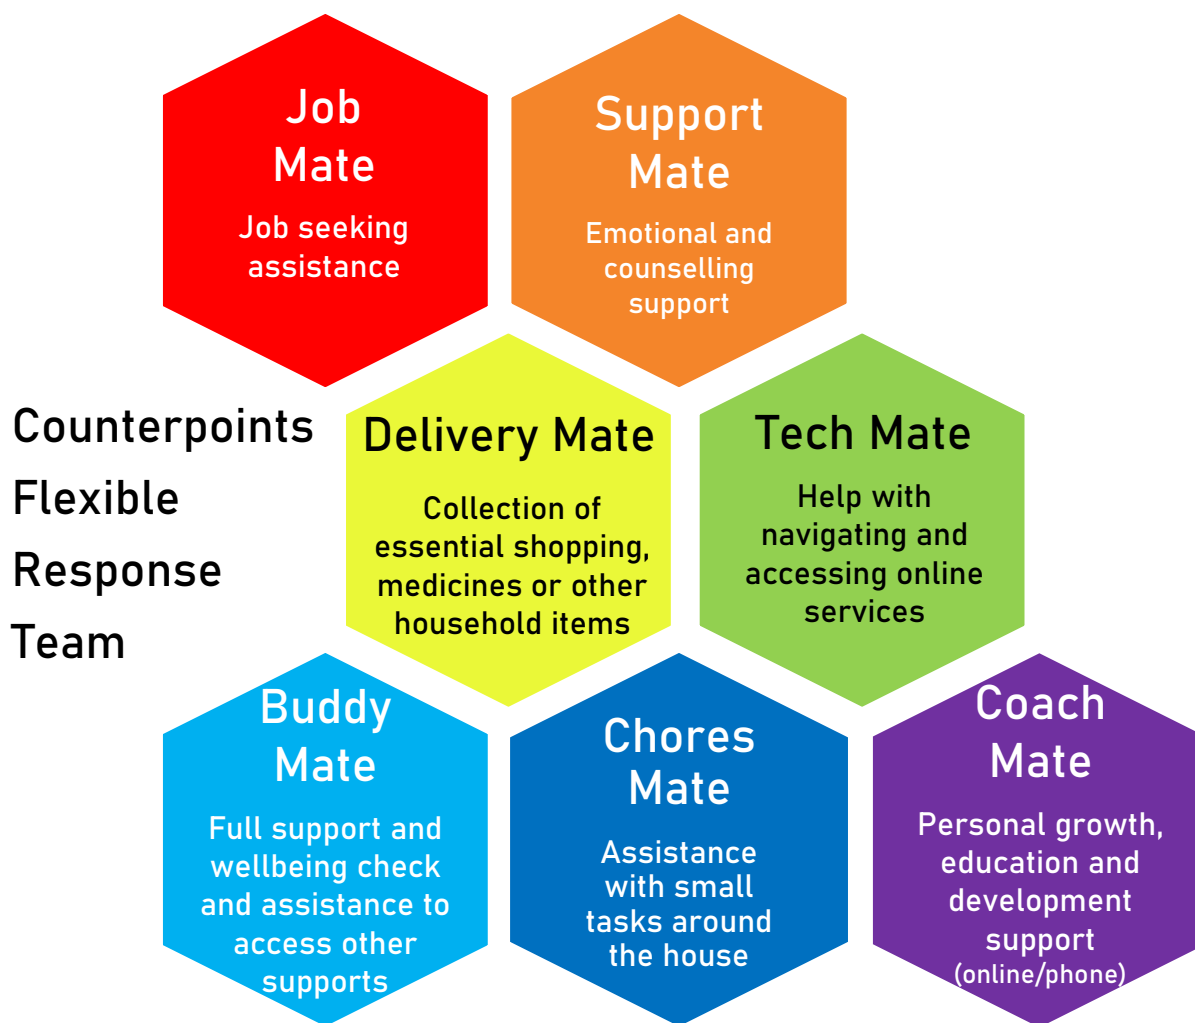 Job
Mate
Job seeking
assistance
Support
Mate
Emotional and
counselling
support
Counterpoints
Flexible
Response
Team
Delivery Mate
Collection of
essential shopping,
medicines or other
household items
Tech Mate
Help with
navigating and
accessing online
services
Buddy
Mate
Full support and
wellbeing check
and assistance to
access other
supports
Chores
Mate
Assistance
with small
tasks around
the house
Coach
Mate
Personal growth,
education and
development
support
(online/phone)